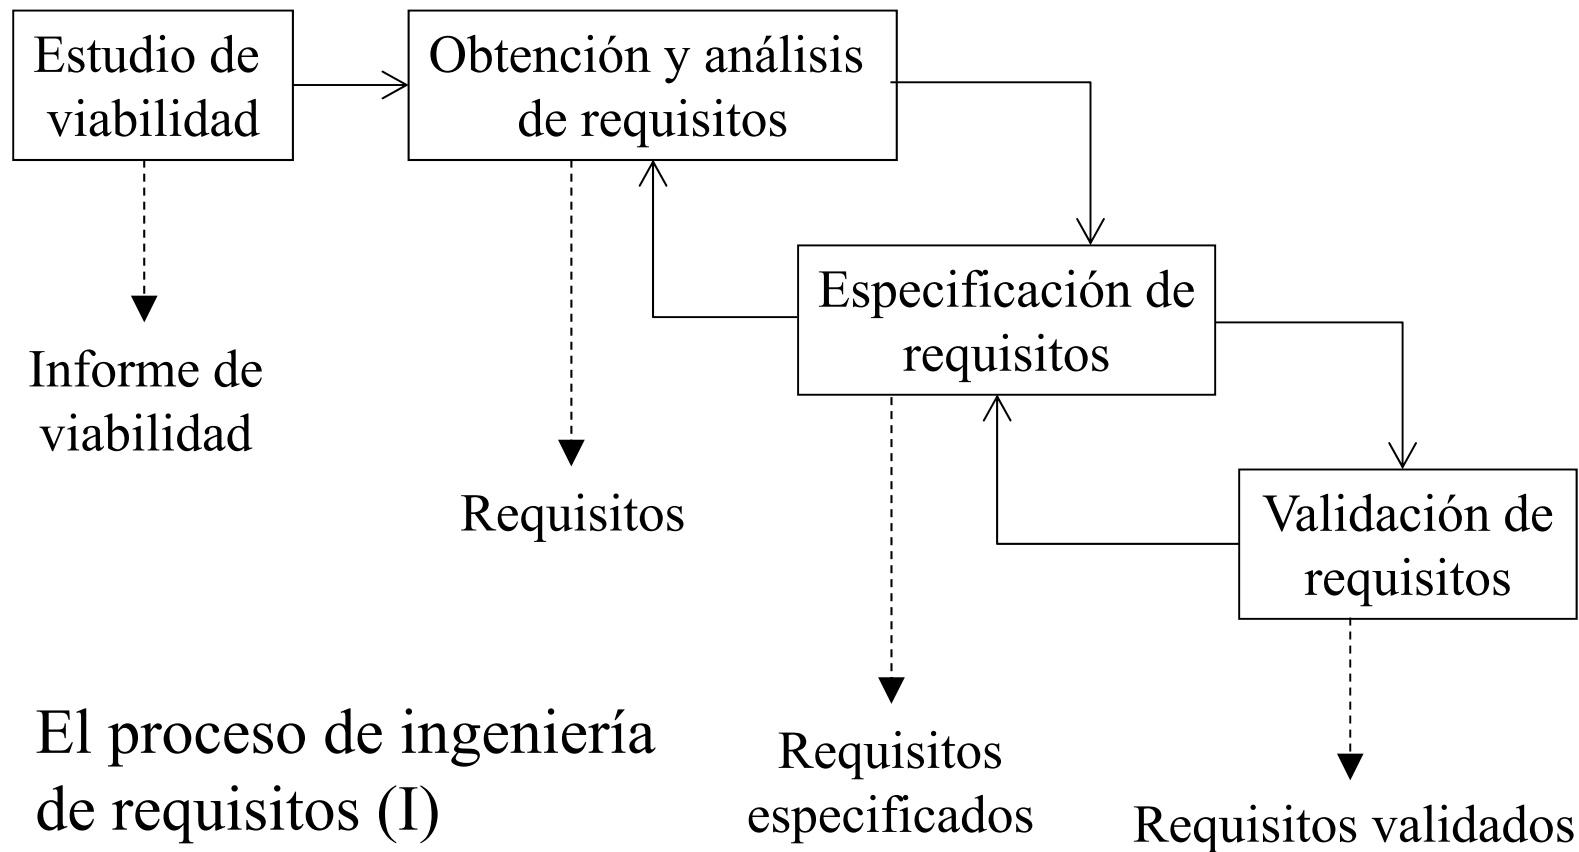 Estudio de
viabilidad
Obtención y análisis
de requisitos
Especificación de
requisitos
Informe de
viabilidad
Requisitos
Validación de
requisitos
El proceso de ingeniería
de requisitos (I)
Requisitos
especificados
Requisitos validados